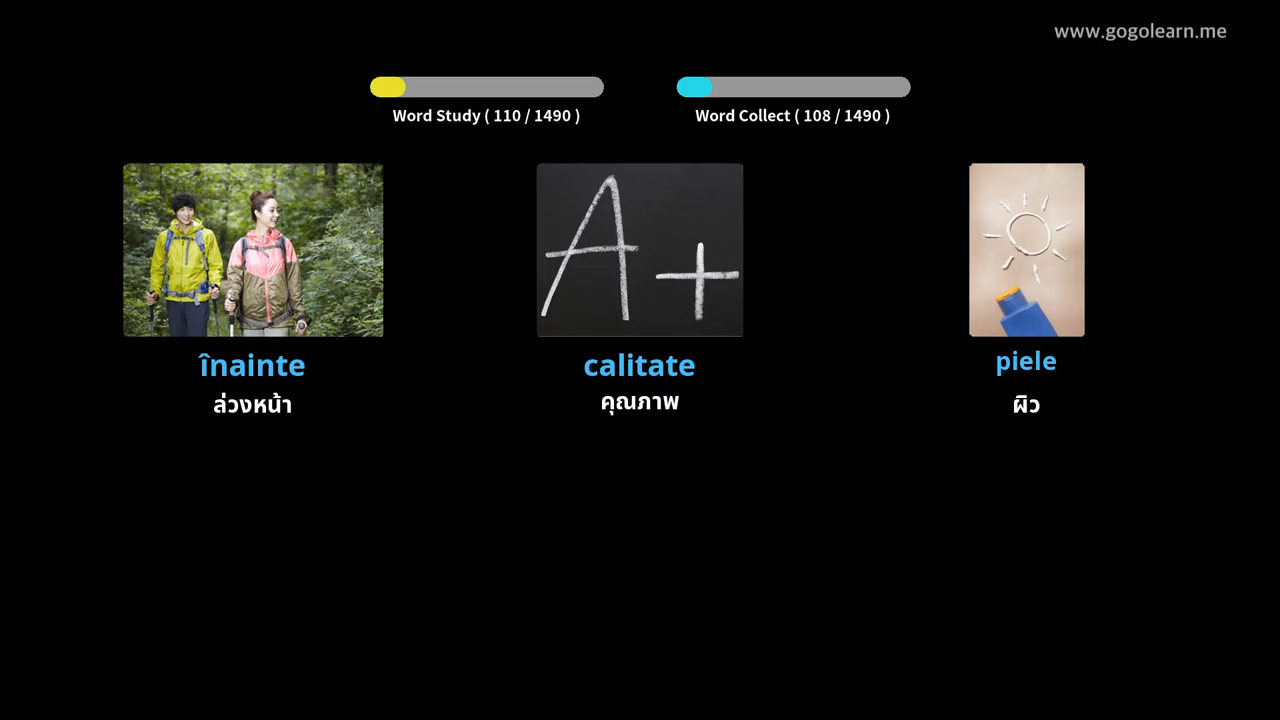 www.gogolearn.me
Word Study ( 110 / 1490 )
Word Collect ( 108 / 1490 )
A+
înainte
calitate
piele
ล่วงหน้า
คุณภาพ
ผิว